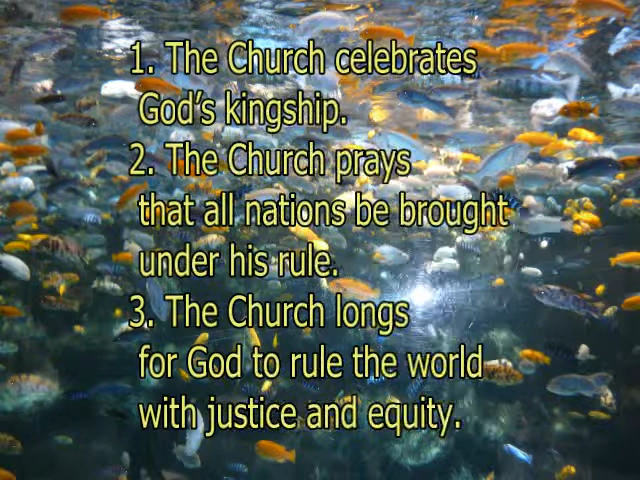 1. The Church celebrates
God's kingship.
2. The Church prays
that all nations be brought
under his rule.
3. The Church longs
for God to rule the world
with justice and equity.